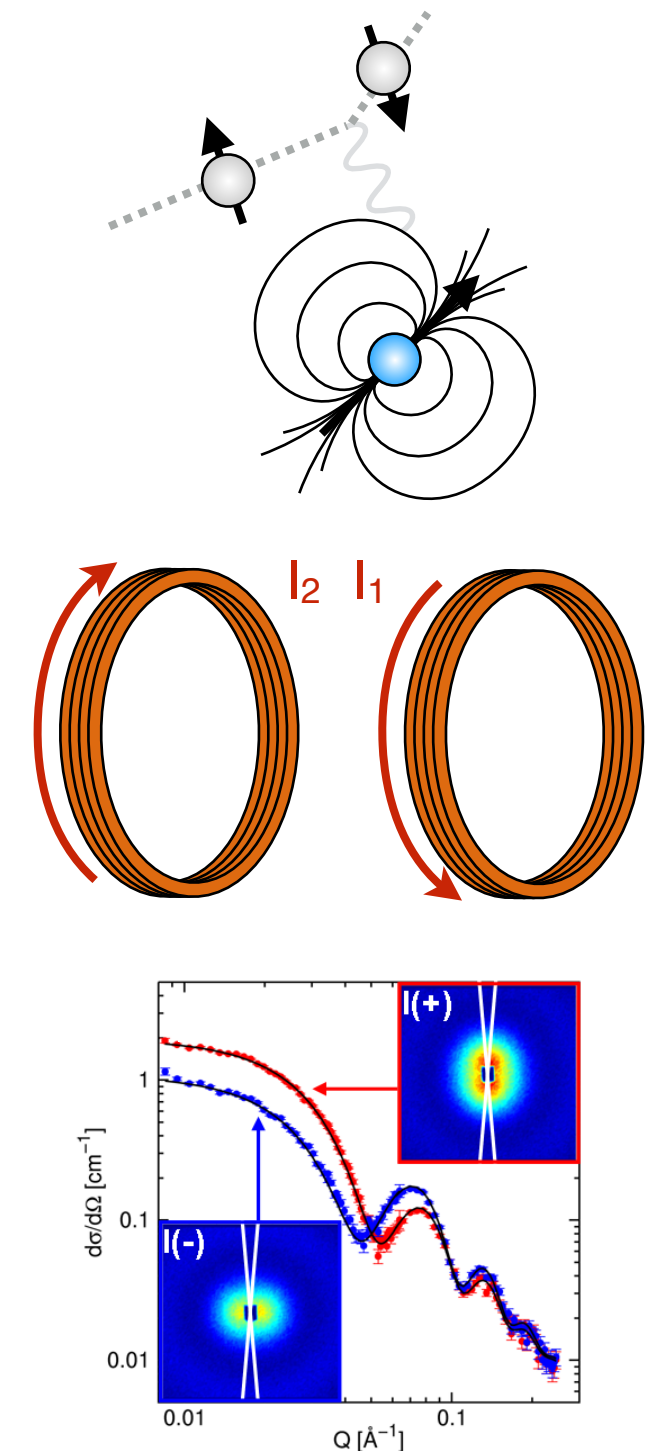 I₂ I₁
I(+)
1
dσ/dΩ [cm⁻¹]
0.1
I(-)
0.01
0.01 0.1
Q [Å⁻¹]